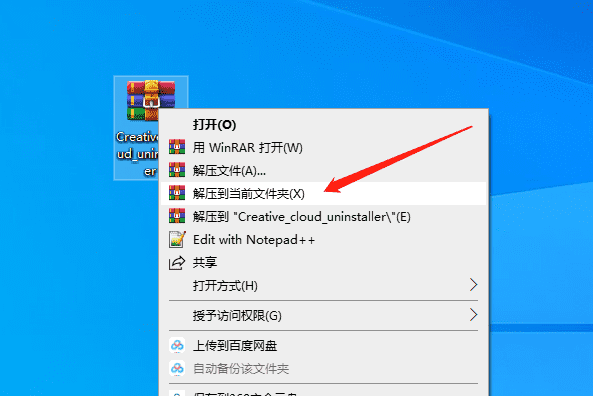 Creative
ud_unin
er
打开(O)
用 WinRAR 打开(W)
解压文件(A)...
解压到当前文件夹(X)
解压到 "Creative_cloud_uninstaller\"(E)
Edit with Notepad++
共享
打开方式(H)
授予访问权限(G)
上传到百度网盘
自动备份该文件夹